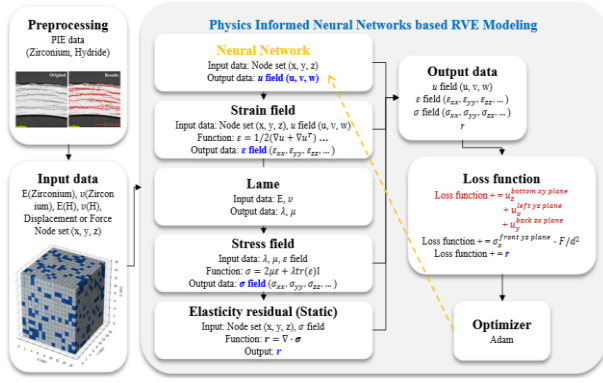 Preprocessing
PIE data
(Zirconium, Hydride)
Original
Results
Input data
E(Zirconium), υ(Zircon
ium), E(H), υ(H),
Displacement or Force
Node set (x, y, z)
Physics Informed Neural Networks based RVE Modeling
Neural Network
Input data: Node set (x, y, z)
Output data: u field (u, v, w)
Strain field
Input data: Node set (x, y, z), u field (u, v, w)
Function: ε = 1/2(∇u + ∇uᵀ) ...
Output data: ε field (εₓₓ, ε_yy, ε_zz, ...)
Lame
Input data: E, ν
Output data: λ, μ
Stress field
Input data: λ, μ, ε field
Function: σ = 2με + λtr(ε)I
Output data: σ field (σₓₓ, σ_yy, σ_zz, ...)
Elasticity residual (Static)
Input: Node set (x, y, z), σ field
Function: r = ∇ · σ
Output: r
Output data
u field (u, v, w)
ε field (εₓₓ, ε_yy, ε_zz, ...)
σ field (σₓₓ, σ_yy, σ_zz, ...)
r
Loss function
Loss function += u_z^bottom xy plane
+ u_x^left yz plane
+ u_y^back zx plane
Loss function += σ_x^front yz plane - F/d²
Loss function += r
Optimizer
Adam